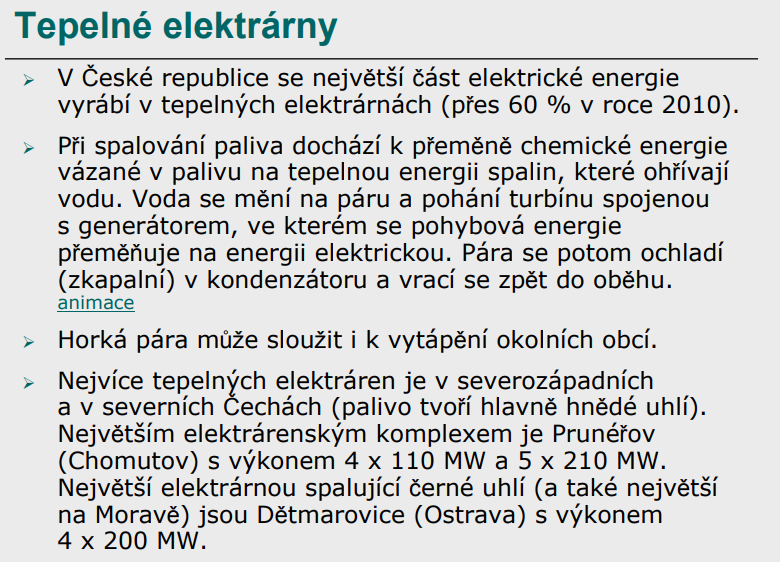 Tepelné elektrárny
V České republice se největší část elektrické energie
vyrábí v tepelných elektrárnách (přes 60 % v roce 2010).
Při spalování paliva dochází k přeměně chemické energie
vázané v palivu na tepelnou energii spalin, které ohřívají
vodu. Voda se mění na páru a pohání turbínu spojenou
s generátorem, ve kterém se pohybová energie
přeměňuje na energii elektrickou. Pára se potom ochladí
(zkapalní) v kondenzátoru a vrací se zpět do oběhu.
animace
Horká pára může sloužit i k vytápění okolních obcí.
Nejvíce tepelných elektráren je v severozápadních
a v severních Čechách (palivo tvoří hlavně hnědé uhlí).
Největším elektrárenským komplexem je Prunéřov
(Chomutov) s výkonem 4 x 110 MW a 5 x 210 MW.
Největší elektrárnou spalující černé uhlí (a také největší
na Moravě) jsou Dětmarovice (Ostrava) s výkonem
4 x 200 MW.